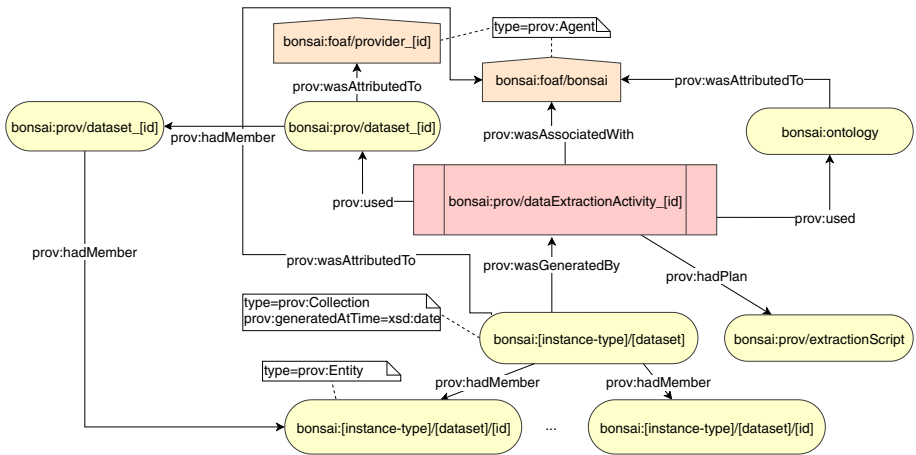 type=prov:Agent
bonsai:foaf/provider_[id]
bonsai:foaf/bonsai
prov:wasAttributedTo
prov:wasAttributedTo
bonsai:prov/dataset_[id]
prov:hadMember
bonsai:prov/dataset_[id]
prov:wasAssociatedWith
bonsai:ontology
prov:used
bonsai:prov/dataExtractionActivity_[id]
prov:used
prov:hadMember
prov:wasAttributedTo
prov:wasGeneratedBy
prov:hadPlan
type=prov:Collection
prov:generatedAtTime=xsd:date
bonsai:[instance-type]/[dataset]
bonsai:prov/extractionScript
type=prov:Entity
prov:hadMember
prov:hadMember
bonsai:[instance-type]/[dataset]/[id]
...
bonsai:[instance-type]/[dataset]/[id]